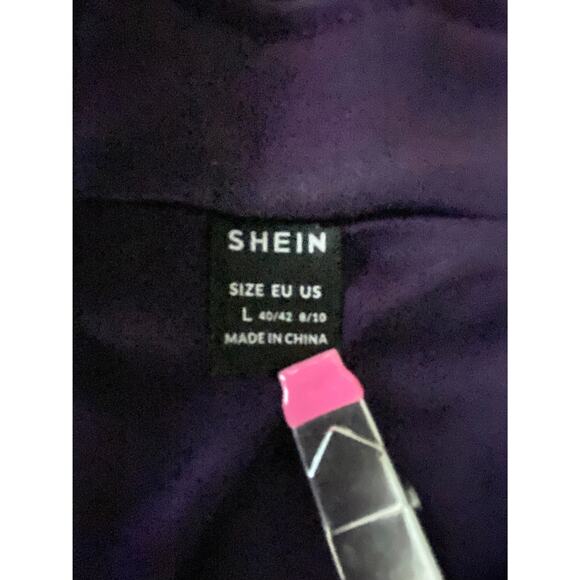 SHEIN
SIZE EU US
L 40/42 8/10
MADE IN CHINA